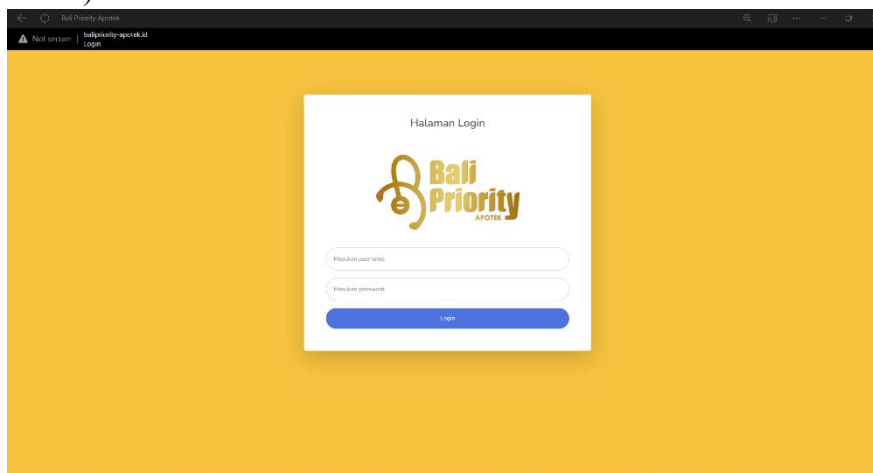 Bali Priority Apotek
Not secure | balipriority-apotek.id
Login
Halaman Login
Bali
Priority
APOTEK
Masukan username
Masukan password
Login